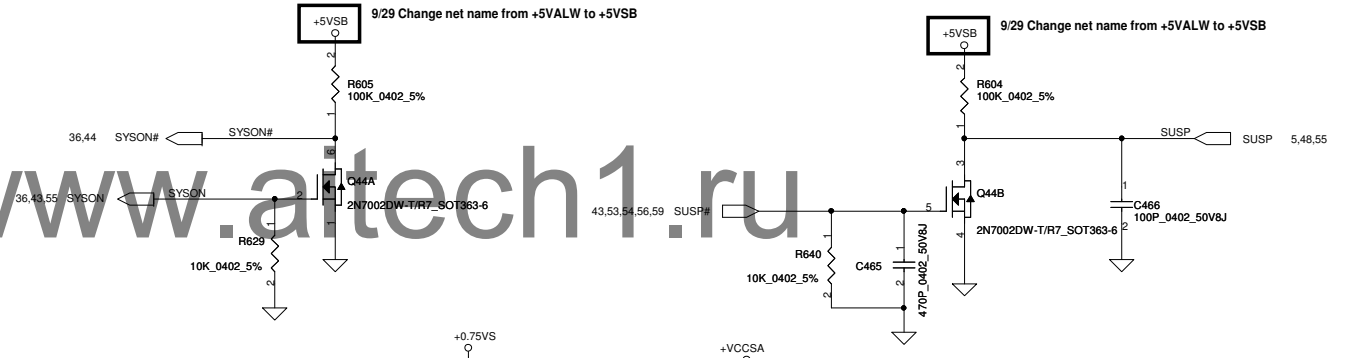 +5VSB
9/29 Change net name from +5VALW to +5VSB
2
R605
100K_0402_5%
1
36,44 SYSON# SYSON#
6
Q44A
36,43,55 SYSON SYSON 2
2N7002DW-T/R7_SOT363-6
1
1
R629
10K_0402_5%
2
+5VSB
9/29 Change net name from +5VALW to +5VSB
2
R604
100K_0402_5%
1
SUSP SUSP 5,48,55
3
Q44B
43,53,54,56,59 SUSP# 5
2N7002DW-T/R7_SOT363-6
4
1
C466
100P_0402_50V8J
2
1
R640
10K_0402_5%
2
1
C465
470P_0402_50V8J
2
+0.75VS
+VCCSA
www.aitech1.ru